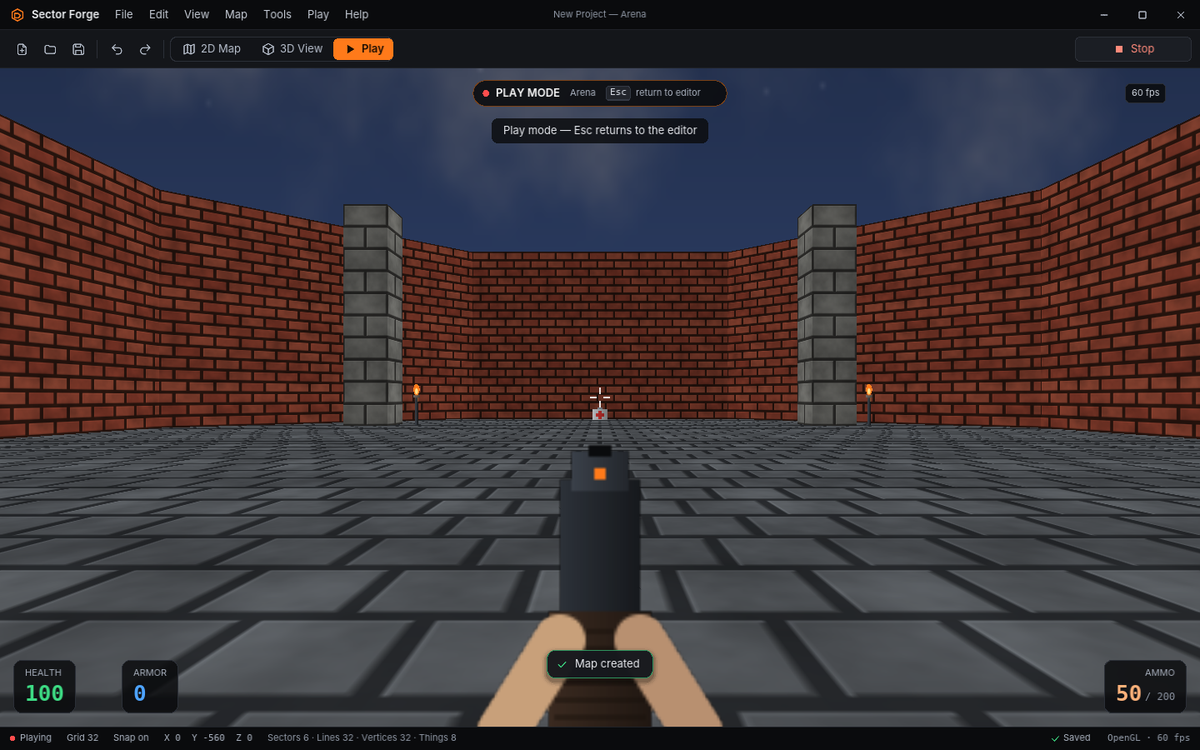 Sector Forge File Edit View Map Tools Play Help New Project — Arena
2D Map 3D View Play Stop
PLAY MODE Arena Esc return to editor
60 fps
Play mode — Esc returns to the editor
Map created
HEALTH
100
ARMOR
0
AMMO
50 / 200
Playing Grid 32 Snap on X 0 Y -560 Z 0 Sectors 6 · Lines 32 · Vertices 32 · Things 8 Saved OpenGL · 60 fps